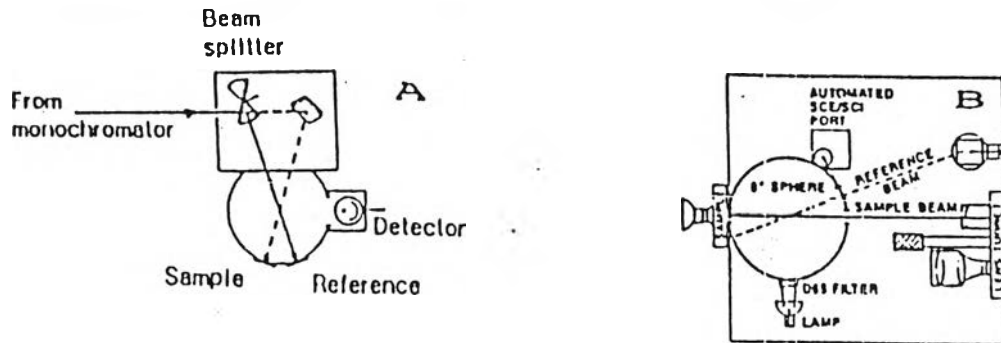 Beam
splitter
From
monochromator
A
Detector
Sample
Reference
B
AUTOMATED
SCE/SCI
PORT
REFERENCE
BEAM
8" SPHERE
SAMPLE BEAM
D65 FILTER
LAMP